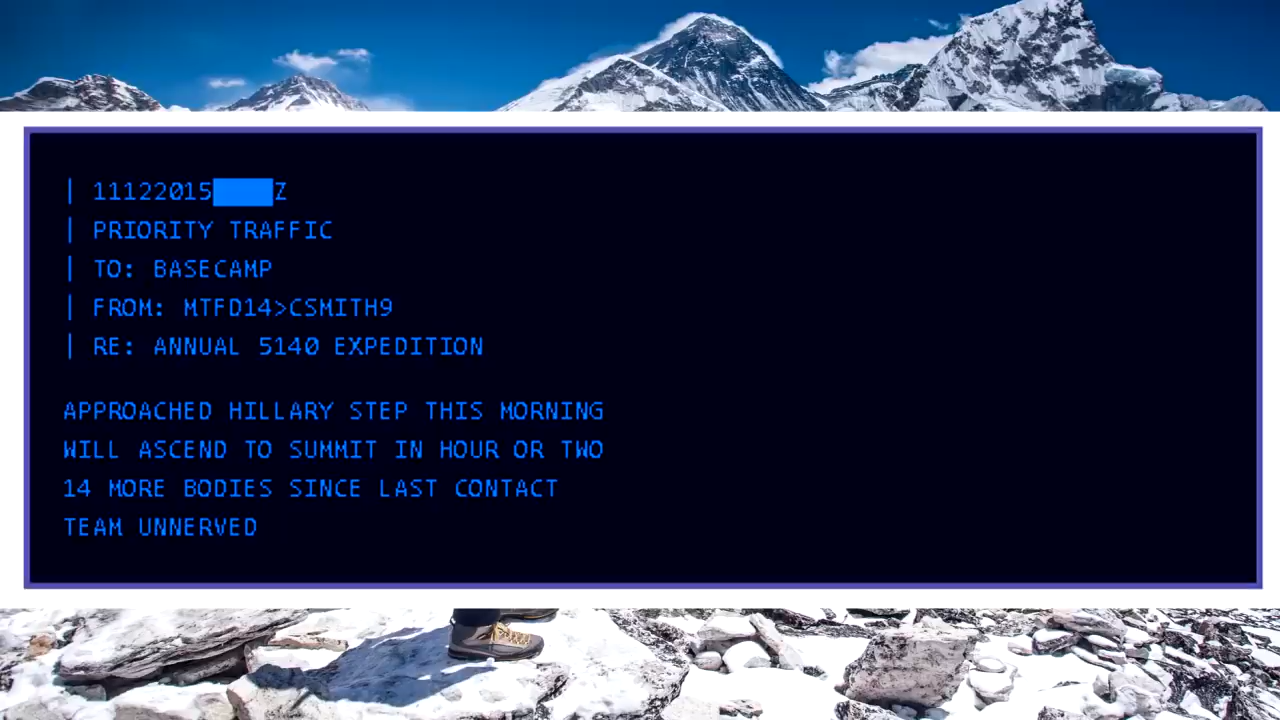 | 11122015████Z
| PRIORITY TRAFFIC
| TO: BASECAMP
| FROM: MTFD14>CSMITH9
| RE: ANNUAL 5140 EXPEDITION
APPROACHED HILLARY STEP THIS MORNING
WILL ASCEND TO SUMMIT IN HOUR OR TWO
14 MORE BODIES SINCE LAST CONTACT
TEAM UNNERVED